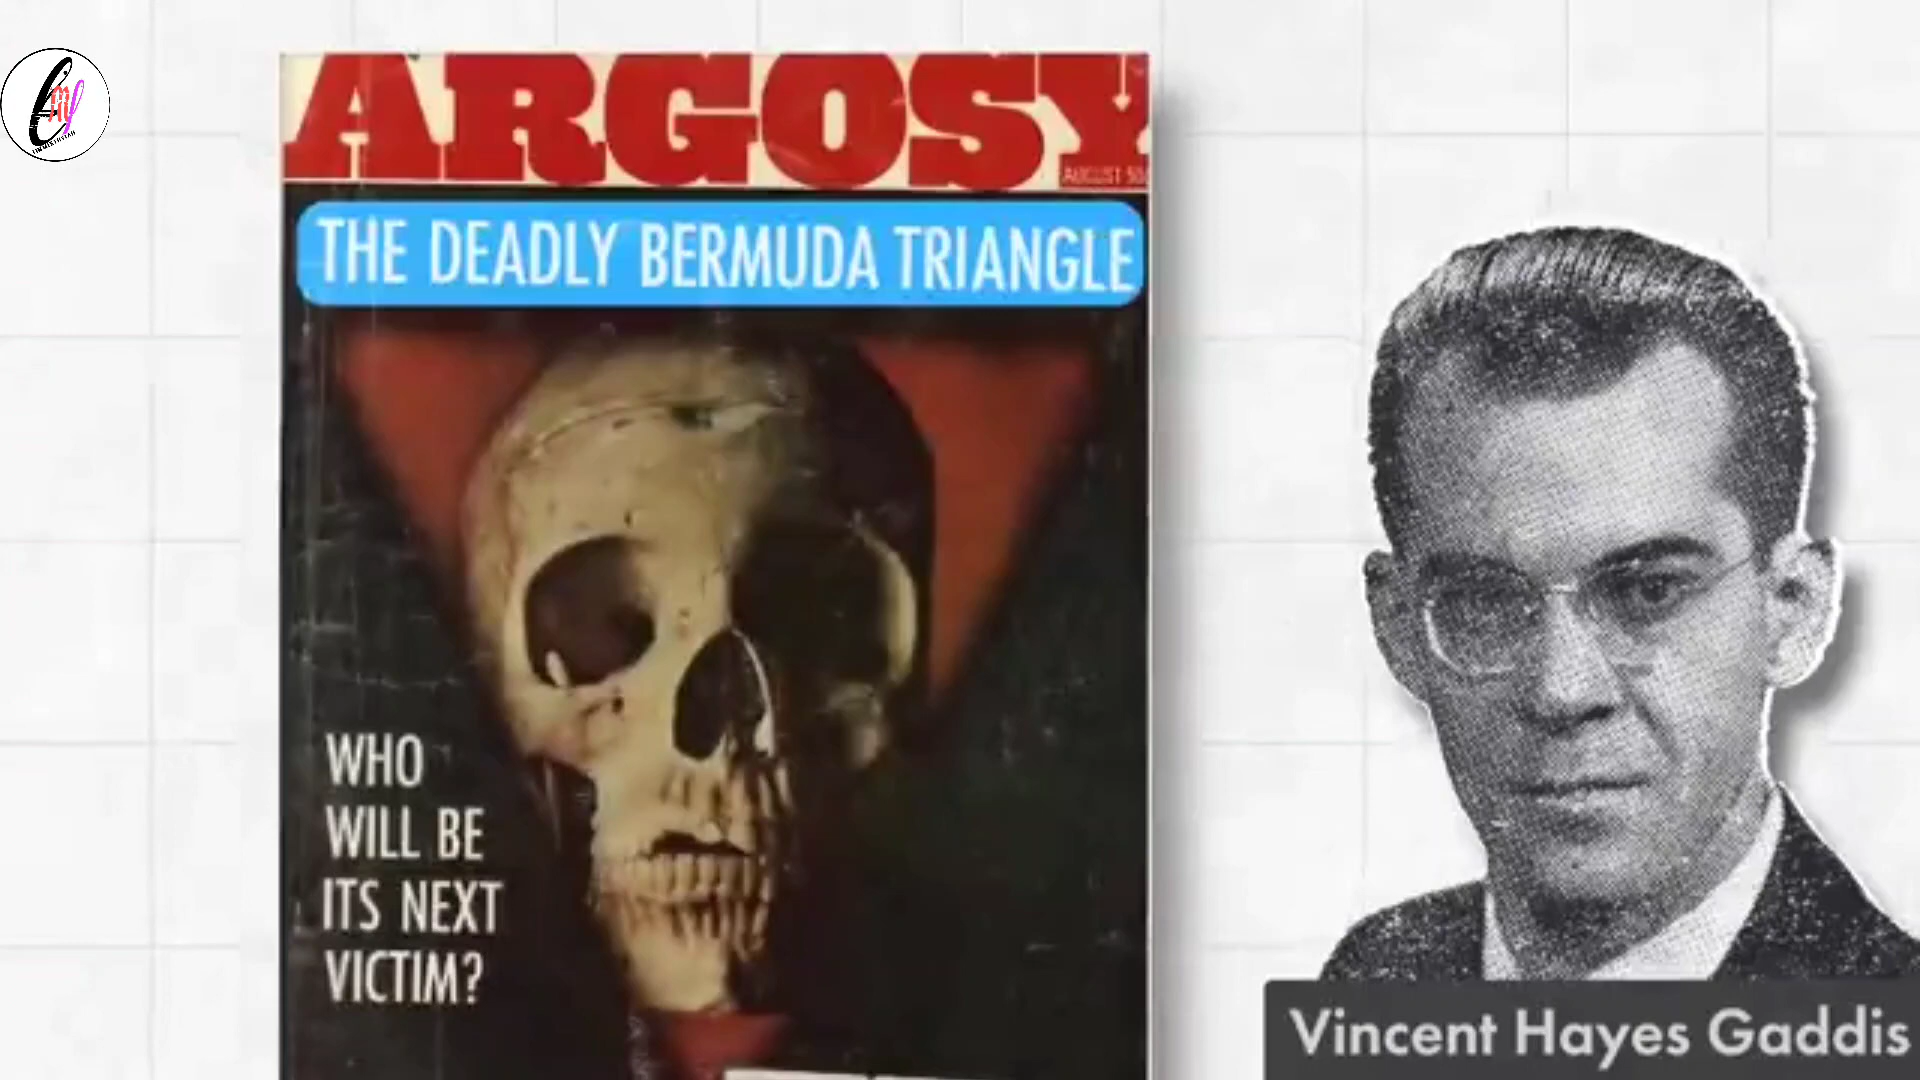 ARGOSY
THE DEADLY BERMUDA TRIANGLE
WHO
WILL BE
ITS NEXT
VICTIM?
Vincent Hayes Gaddis